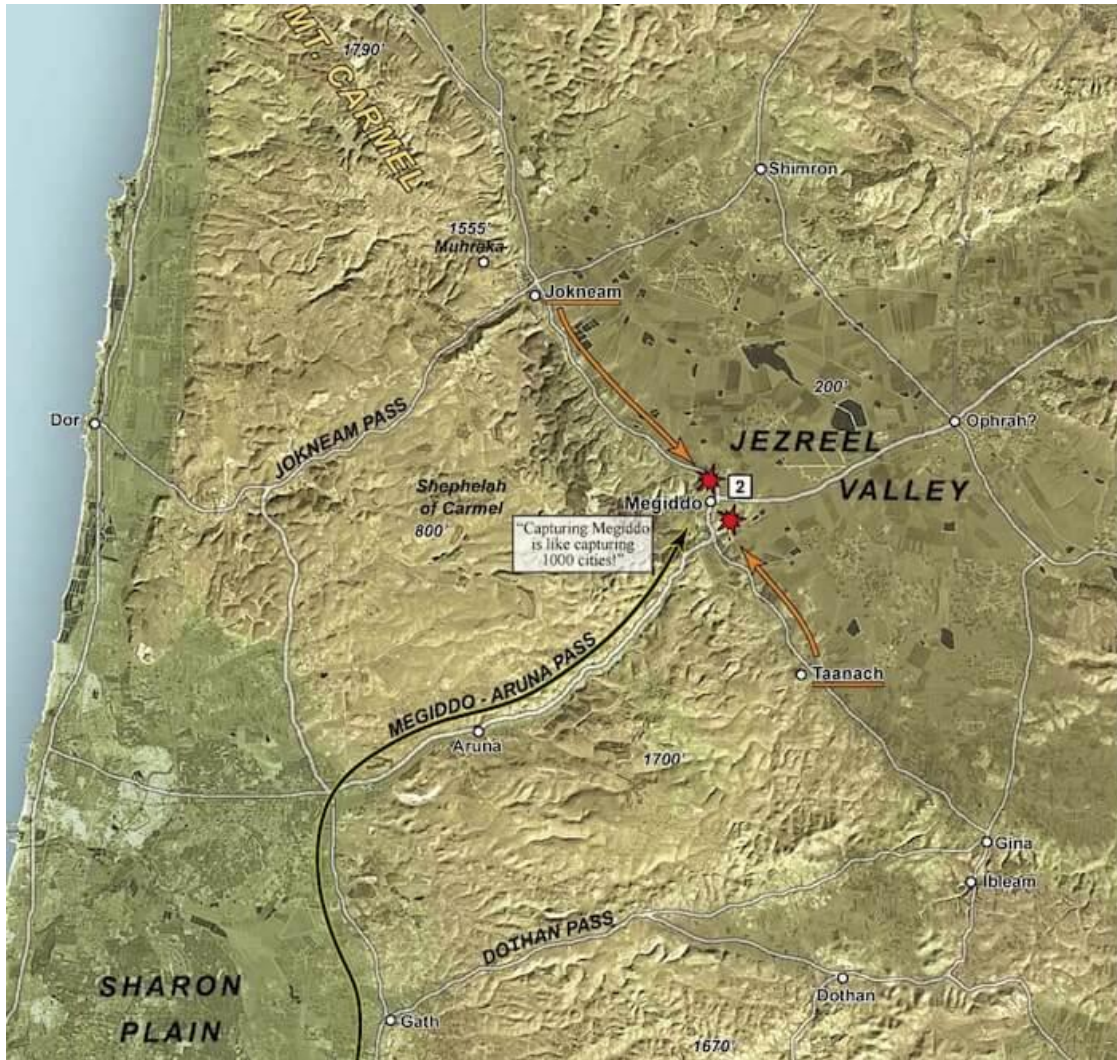 MT. CARMEL
1790'
Shimron
1555'
Muhraka
Jokneam
200'
Dor
Ophrah?
JOKNEAM PASS
JEZREEL
VALLEY
Shephelah
of Carmel
800'
2
Megiddo
"Capturing Megiddo
is like capturing
1000 cities!"
MEGIDDO - ARUNA PASS
Taanach
Aruna
1700'
Gina
Ibleam
DOTHAN PASS
SHARON
PLAIN
Dothan
Gath
1670'